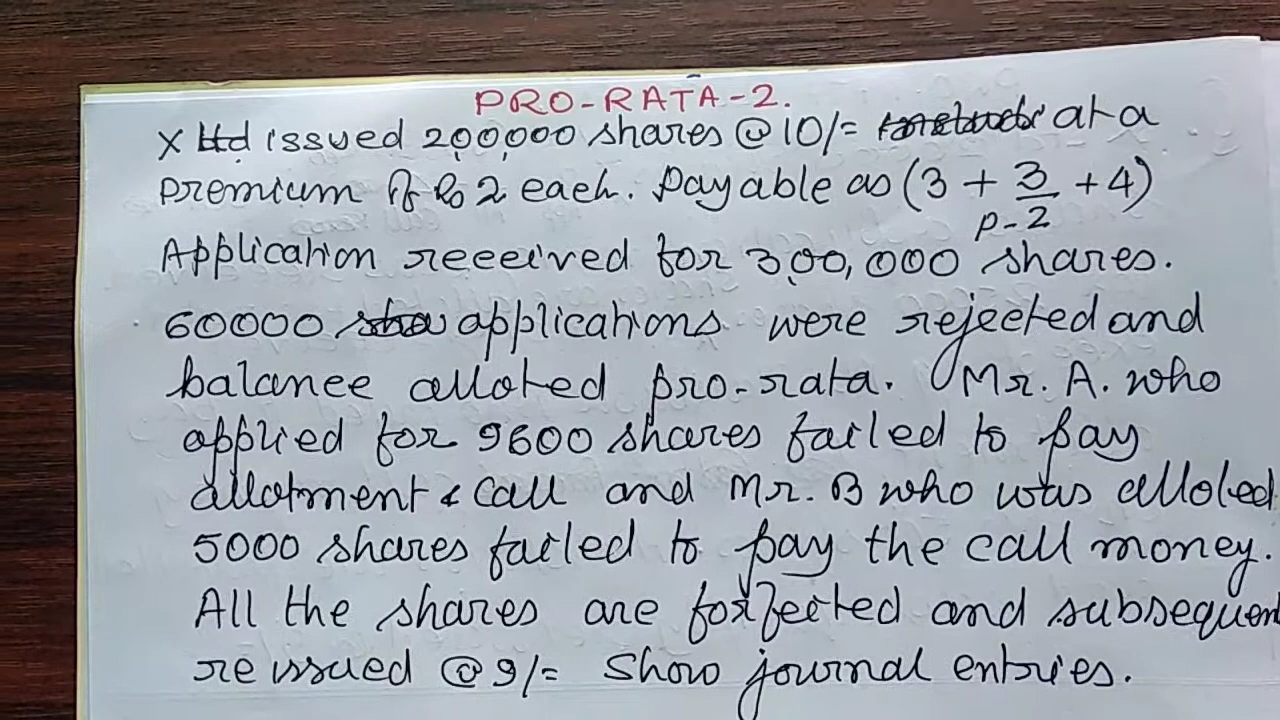 PRO-RATA-2.
X Ltd issued 200,000 shares @ 10/= at a
premium of Rs 2 each. Payable as (3 + 3 + 4)
P-2
Application received for 300,000 shares.
60000 applications were rejected and
balance alloted pro-rata. Mr. A. who
applied for 9600 shares failed to pay
allotment & call and Mr. B who was alloted
5000 shares failed to pay the call money.
All the shares are forfeited and subsequent
reissued @ 9/= Show journal entries.